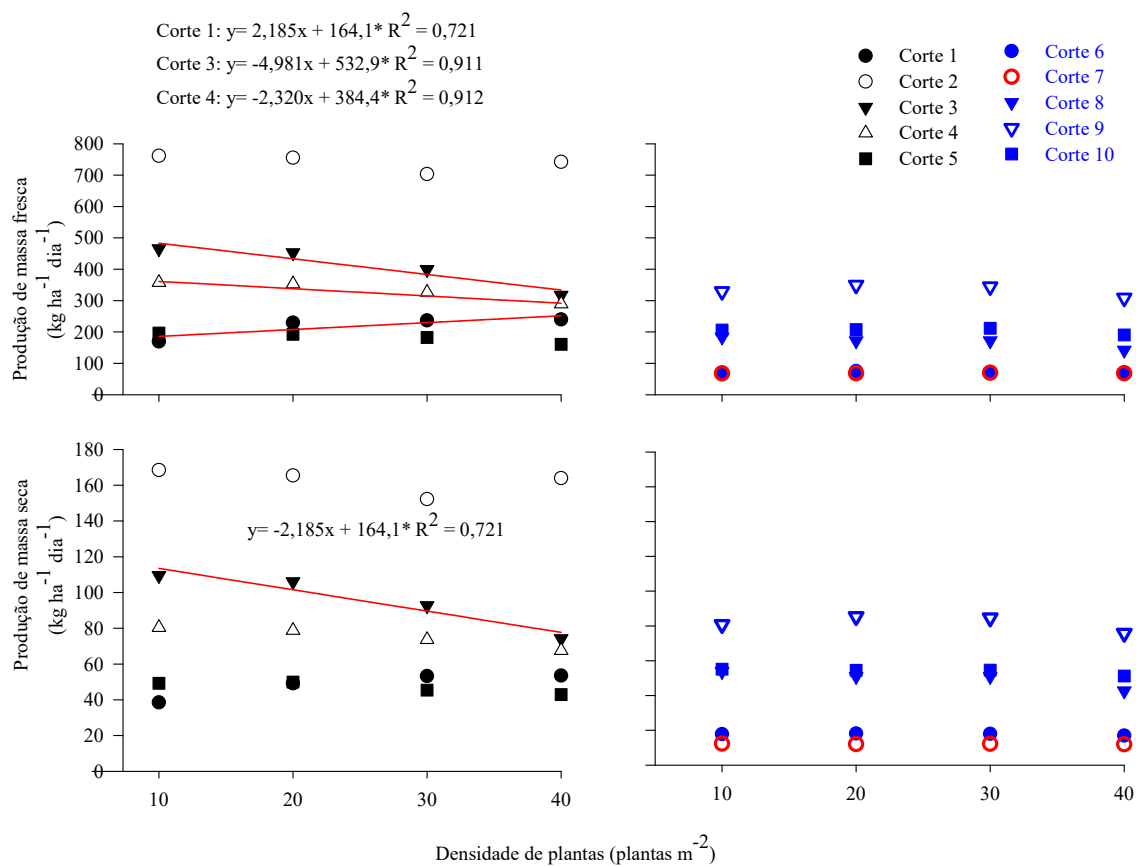 Corte 1: y= 2,185x + 164,1* R² = 0,721
Corte 3: y= -4,981x + 532,9* R² = 0,911
Corte 4: y= -2,320x + 384,4* R² = 0,912
Corte 1
Corte 2
Corte 3
Corte 4
Corte 5
Corte 6
Corte 7
Corte 8
Corte 9
Corte 10
Produção de massa fresca
(kg ha⁻¹ dia⁻¹)
800
700
600
500
400
300
200
100
0
Produção de massa seca
(kg ha⁻¹ dia⁻¹)
180
160
140
120
100
80
60
40
20
0
y= -2,185x + 164,1* R² = 0,721
10 20 30 40
10 20 30 40
Densidade de plantas (plantas m⁻²)